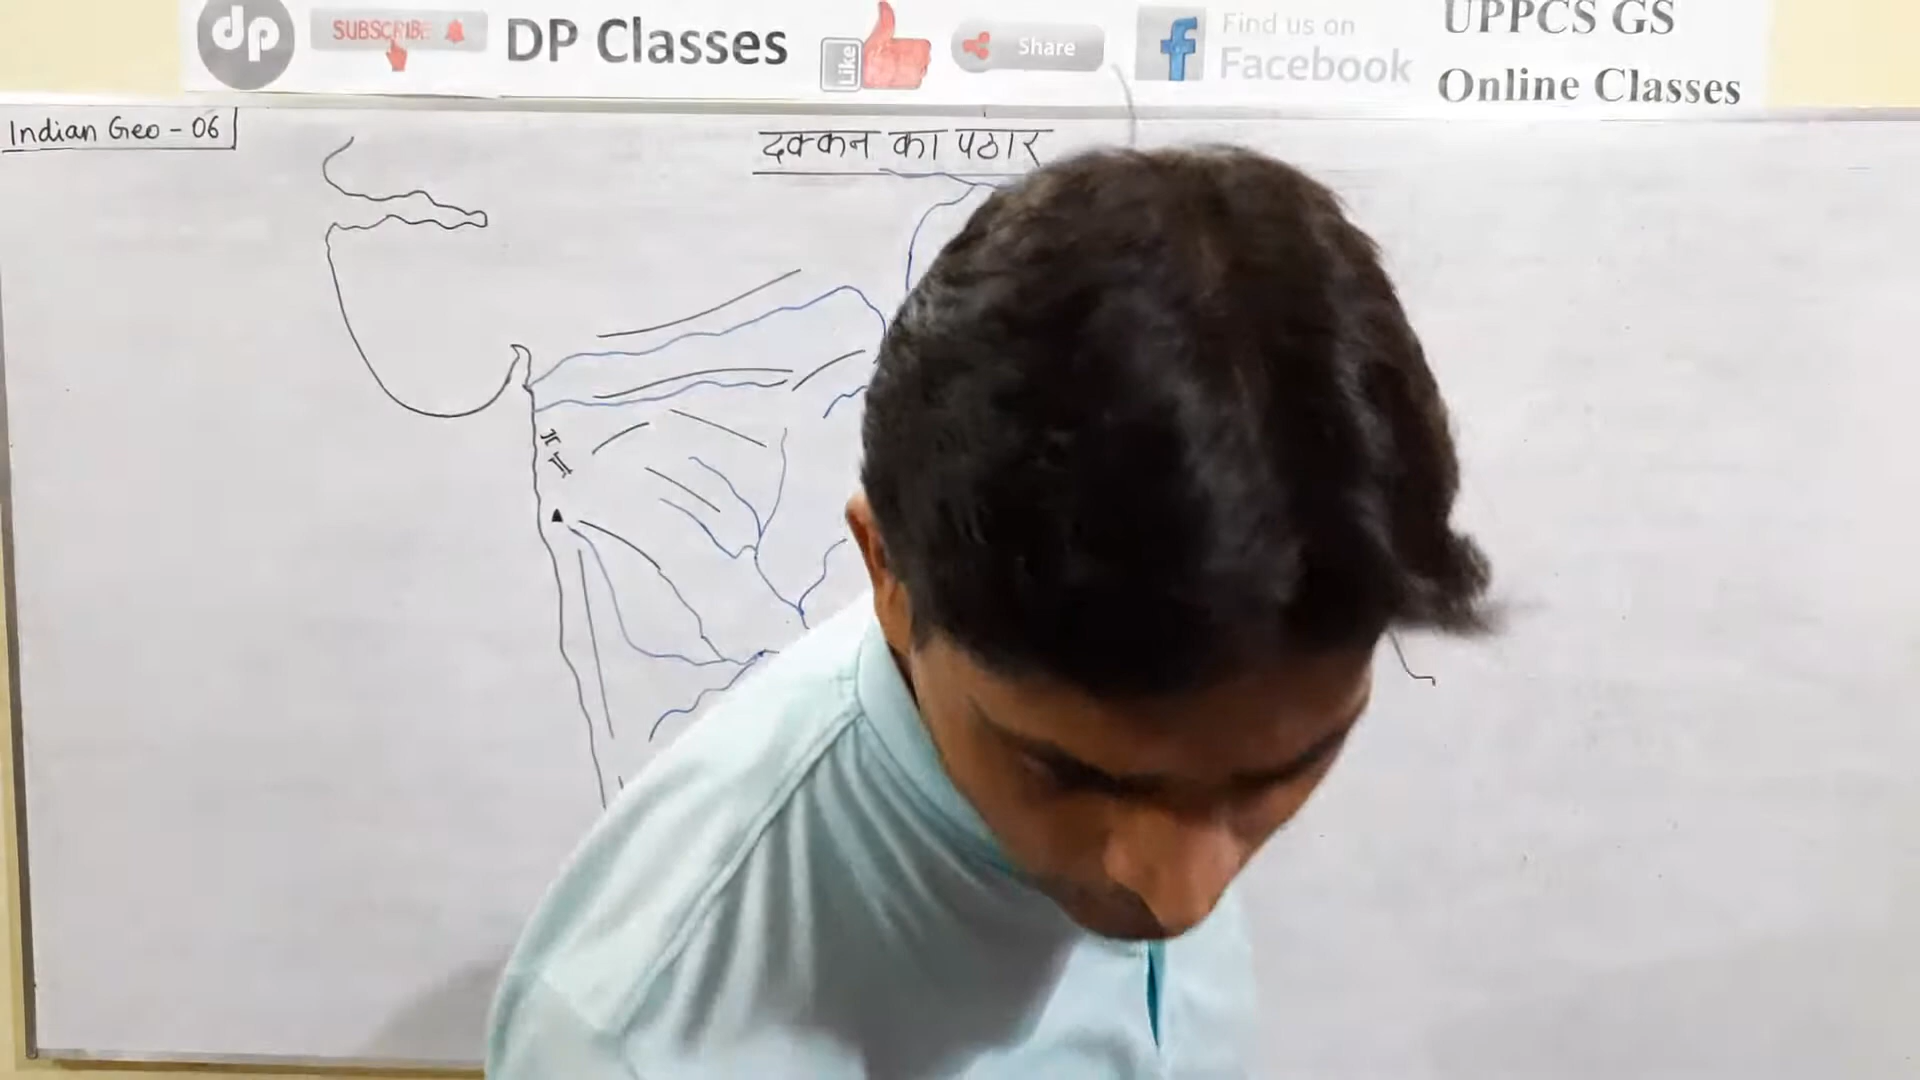 dp
SUBSCRIBE
DP Classes
Like
Share
Find us on
Facebook
UPPCS GS
Online Classes
Indian Geo - 06
दक्कन का पठार